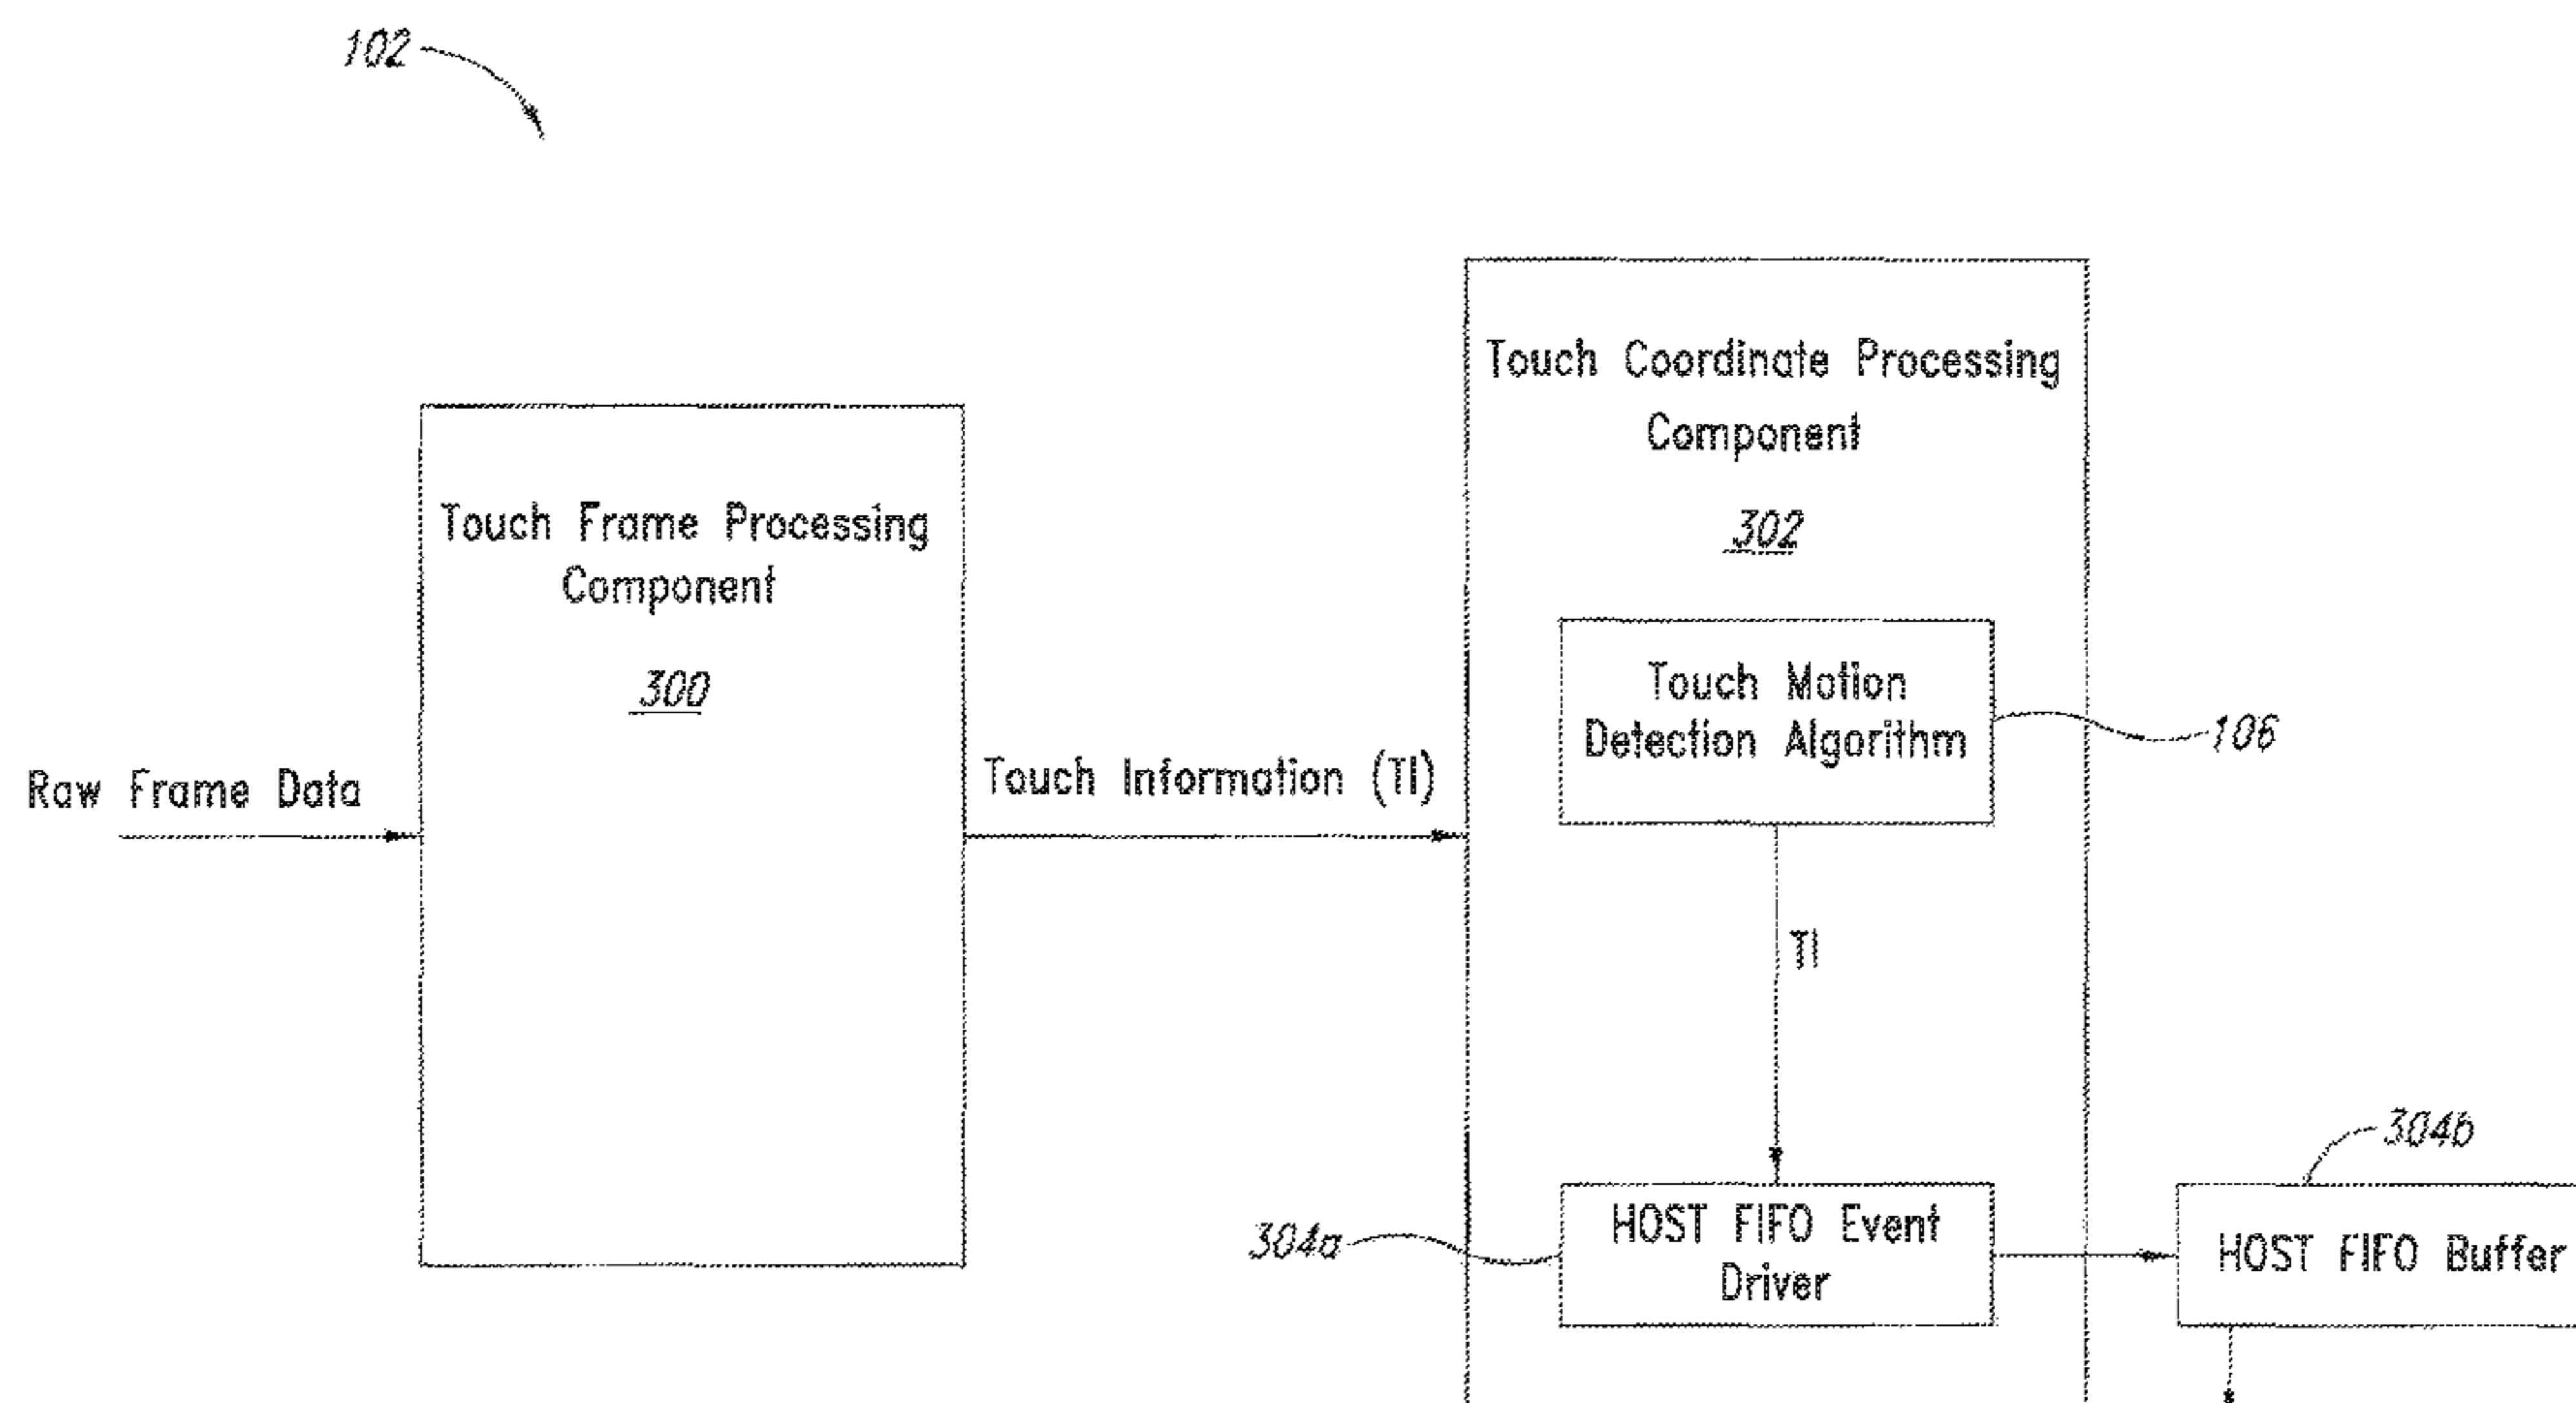 102
Touch Coordinate Processing
Component
302
Touch Frame Processing
Component
300
Touch Motion
Detection Algorithm
106
Raw Frame Data
Touch Information (TI)
TI
304b
304a
HOST FIFO Event
Driver
HOST FIFO Buffer